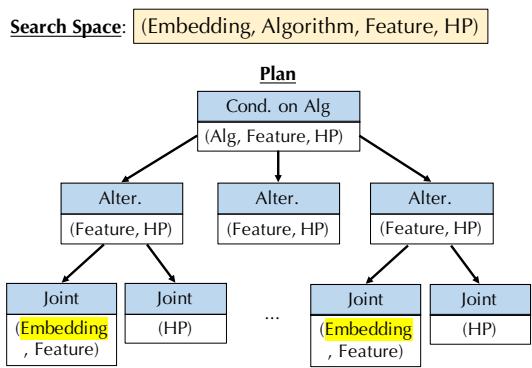 Search Space: (Embedding, Algorithm, Feature, HP)
Plan
Cond. on Alg
(Alg, Feature, HP)
Alter.
(Feature, HP)
Alter.
(Feature, HP)
Alter.
(Feature, HP)
Joint
(Embedding
, Feature)
Joint
(HP)
...
Joint
(Embedding
, Feature)
Joint
(HP)